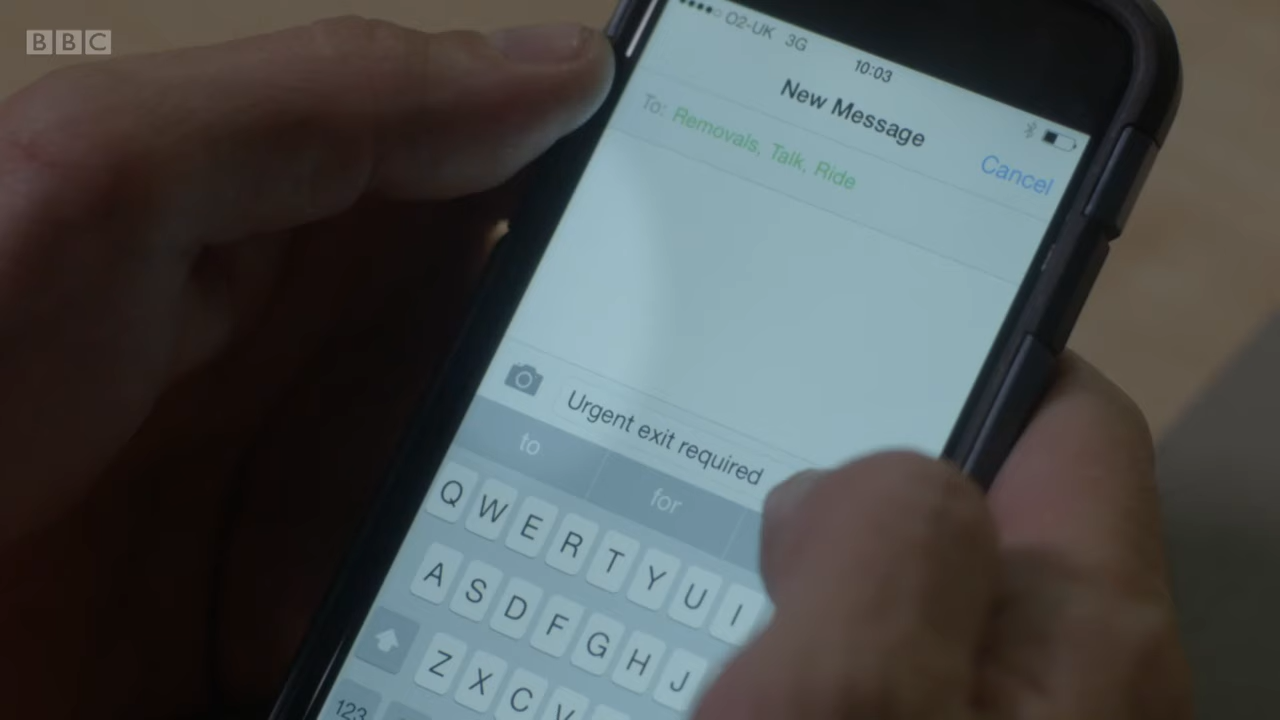 BBC
O2-UK 3G
10:03
New Message
Cancel
To: Removals, Talk, Ride
Urgent exit required
to for
Q W E R T Y U I
A S D F G H J
Z X C V
123